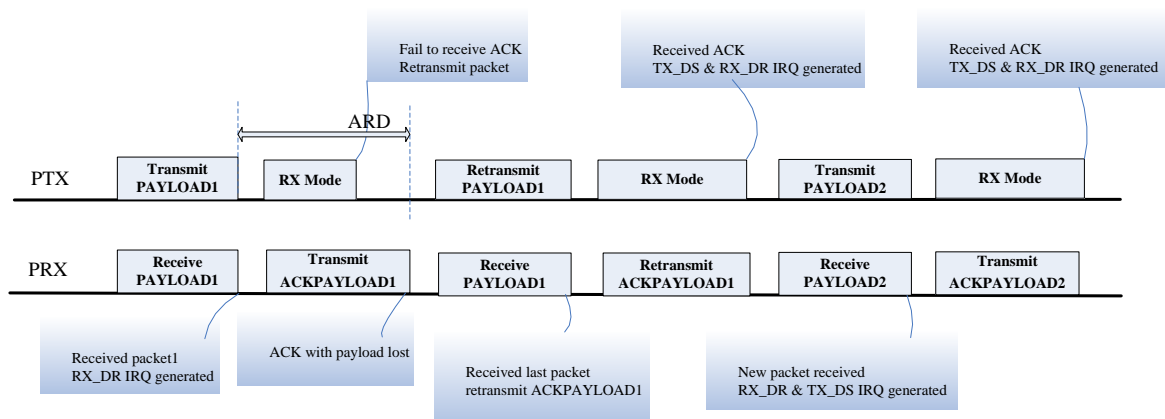 Fail to receive ACK
Retransmit packet
Received ACK
TX_DS & RX_DR IRQ generated
Received ACK
TX_DS & RX_DR IRQ generated
ARD
PTX
Transmit
PAYLOAD1
RX Mode
Retransmit
PAYLOAD1
RX Mode
Transmit
PAYLOAD2
RX Mode
PRX
Receive
PAYLOAD1
Transmit
ACKPAYLOAD1
Receive
PAYLOAD1
Retransmit
ACKPAYLOAD1
Receive
PAYLOAD2
Transmit
ACKPAYLOAD2
Received packet1
RX_DR IRQ generated
ACK with payload lost
Received last packet
retransmit ACKPAYLOAD1
New packet received
RX_DR & TX_DS IRQ generated